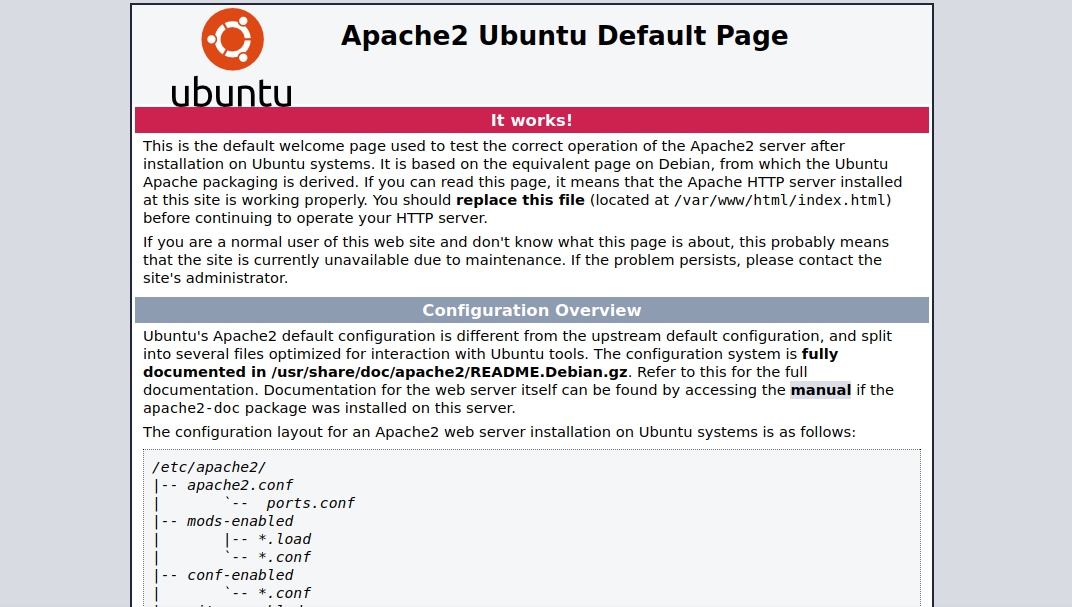 ubuntu
Apache2 Ubuntu Default Page
It works!
This is the default welcome page used to test the correct operation of the Apache2 server after
installation on Ubuntu systems. It is based on the equivalent page on Debian, from which the Ubuntu
Apache packaging is derived. If you can read this page, it means that the Apache HTTP server installed
at this site is working properly. You should replace this file (located at /var/www/html/index.html)
before continuing to operate your HTTP server.
If you are a normal user of this web site and don't know what this page is about, this probably means
that the site is currently unavailable due to maintenance. If the problem persists, please contact the
site's administrator.
Configuration Overview
Ubuntu's Apache2 default configuration is different from the upstream default configuration, and split
into several files optimized for interaction with Ubuntu tools. The configuration system is fully
documented in /usr/share/doc/apache2/README.Debian.gz. Refer to this for the full
documentation. Documentation for the web server itself can be found by accessing the manual if the
apache2-doc package was installed on this server.
The configuration layout for an Apache2 web server installation on Ubuntu systems is as follows:
/etc/apache2/
|-- apache2.conf
|       `--  ports.conf
|-- mods-enabled
|       |-- *.load
|       `-- *.conf
|-- conf-enabled
|       `-- *.conf